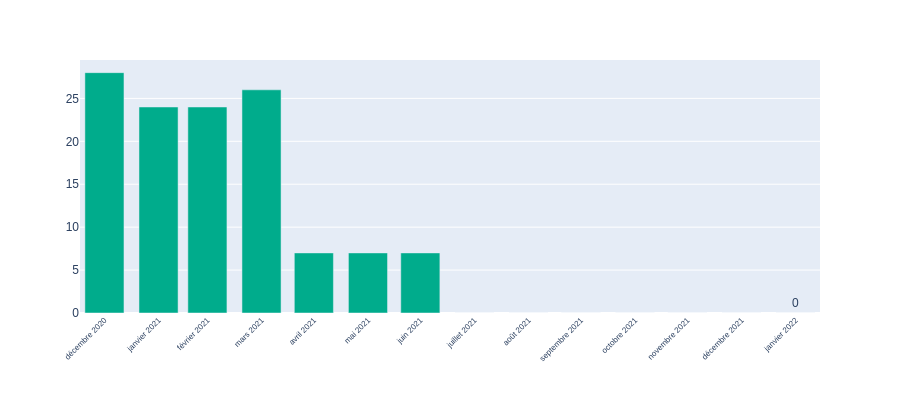 25
20
15
10
5
0
0
décembre 2020
janvier 2021
février 2021
mars 2021
avril 2021
mai 2021
juin 2021
juillet 2021
août 2021
septembre 2021
octobre 2021
novembre 2021
décembre 2021
janvier 2022